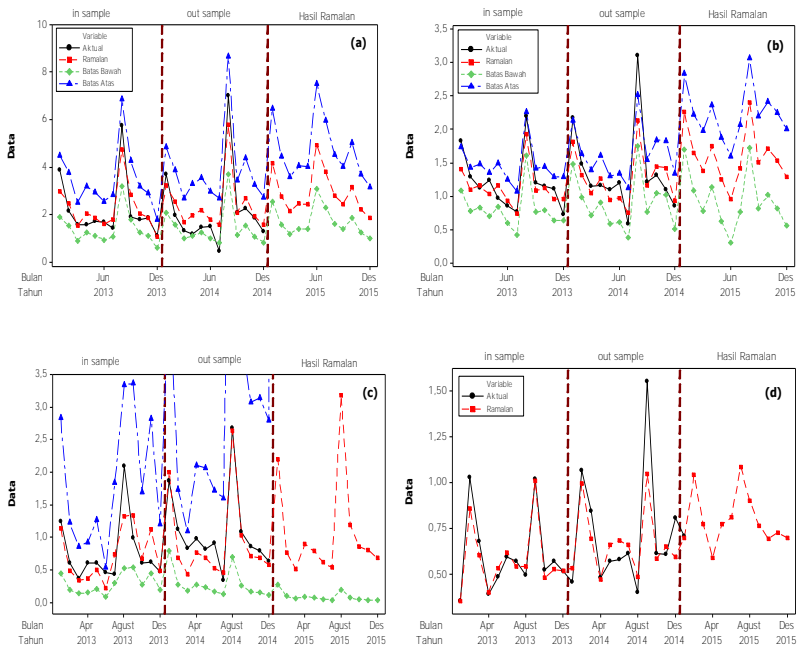 in sample out sample Hasil Ramalan
(a)
Variable
Aktual
Ramalan
Batas Bawah
Batas Atas
Data
10
8
6
4
2
0
Bulan Jun Des Jun Des Jun Des
Tahun 2013 2013 2014 2014 2015 2015
in sample out sample Hasil Ramalan
(b)
Variable
Aktual
Ramalan
Batas Bawah
Batas Atas
Data
3,5
3,0
2,5
2,0
1,5
1,0
0,5
0,0
Bulan Jun Des Jun Des Jun Des
Tahun 2013 2013 2014 2014 2015 2015
in sample out sample Hasil Ramalan
(c)
Data
3,5
3,0
2,5
2,0
1,5
1,0
0,5
0,0
Bulan Apr Agust Des Apr Agust Des Apr Agust Des
Tahun 2013 2013 2013 2014 2014 2014 2015 2015 2015
in sample out sample Hasil Ramalan
(d)
Variable
Aktual
Ramalan
Data
1,50
1,25
1,00
0,75
0,50
Bulan Apr Agust Des Apr Agust Des Apr Agust Des
Tahun 2013 2013 2013 2014 2014 2014 2015 2015 2015